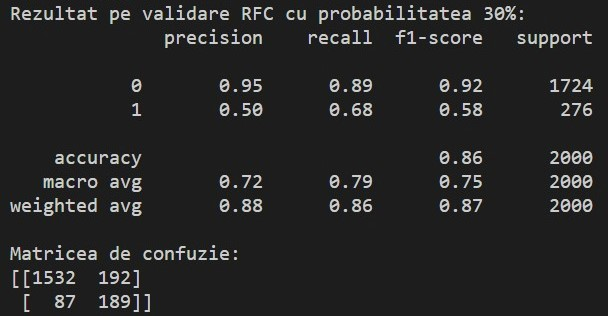 Rezultat pe validare RFC cu probabilitatea 30%:
precision recall f1-score support
0 0.95 0.89 0.92 1724
1 0.50 0.68 0.58 276
accuracy 0.86 2000
macro avg 0.72 0.79 0.75 2000
weighted avg 0.88 0.86 0.87 2000
Matricea de confuzie:
[[1532 192]
[ 87 189]]